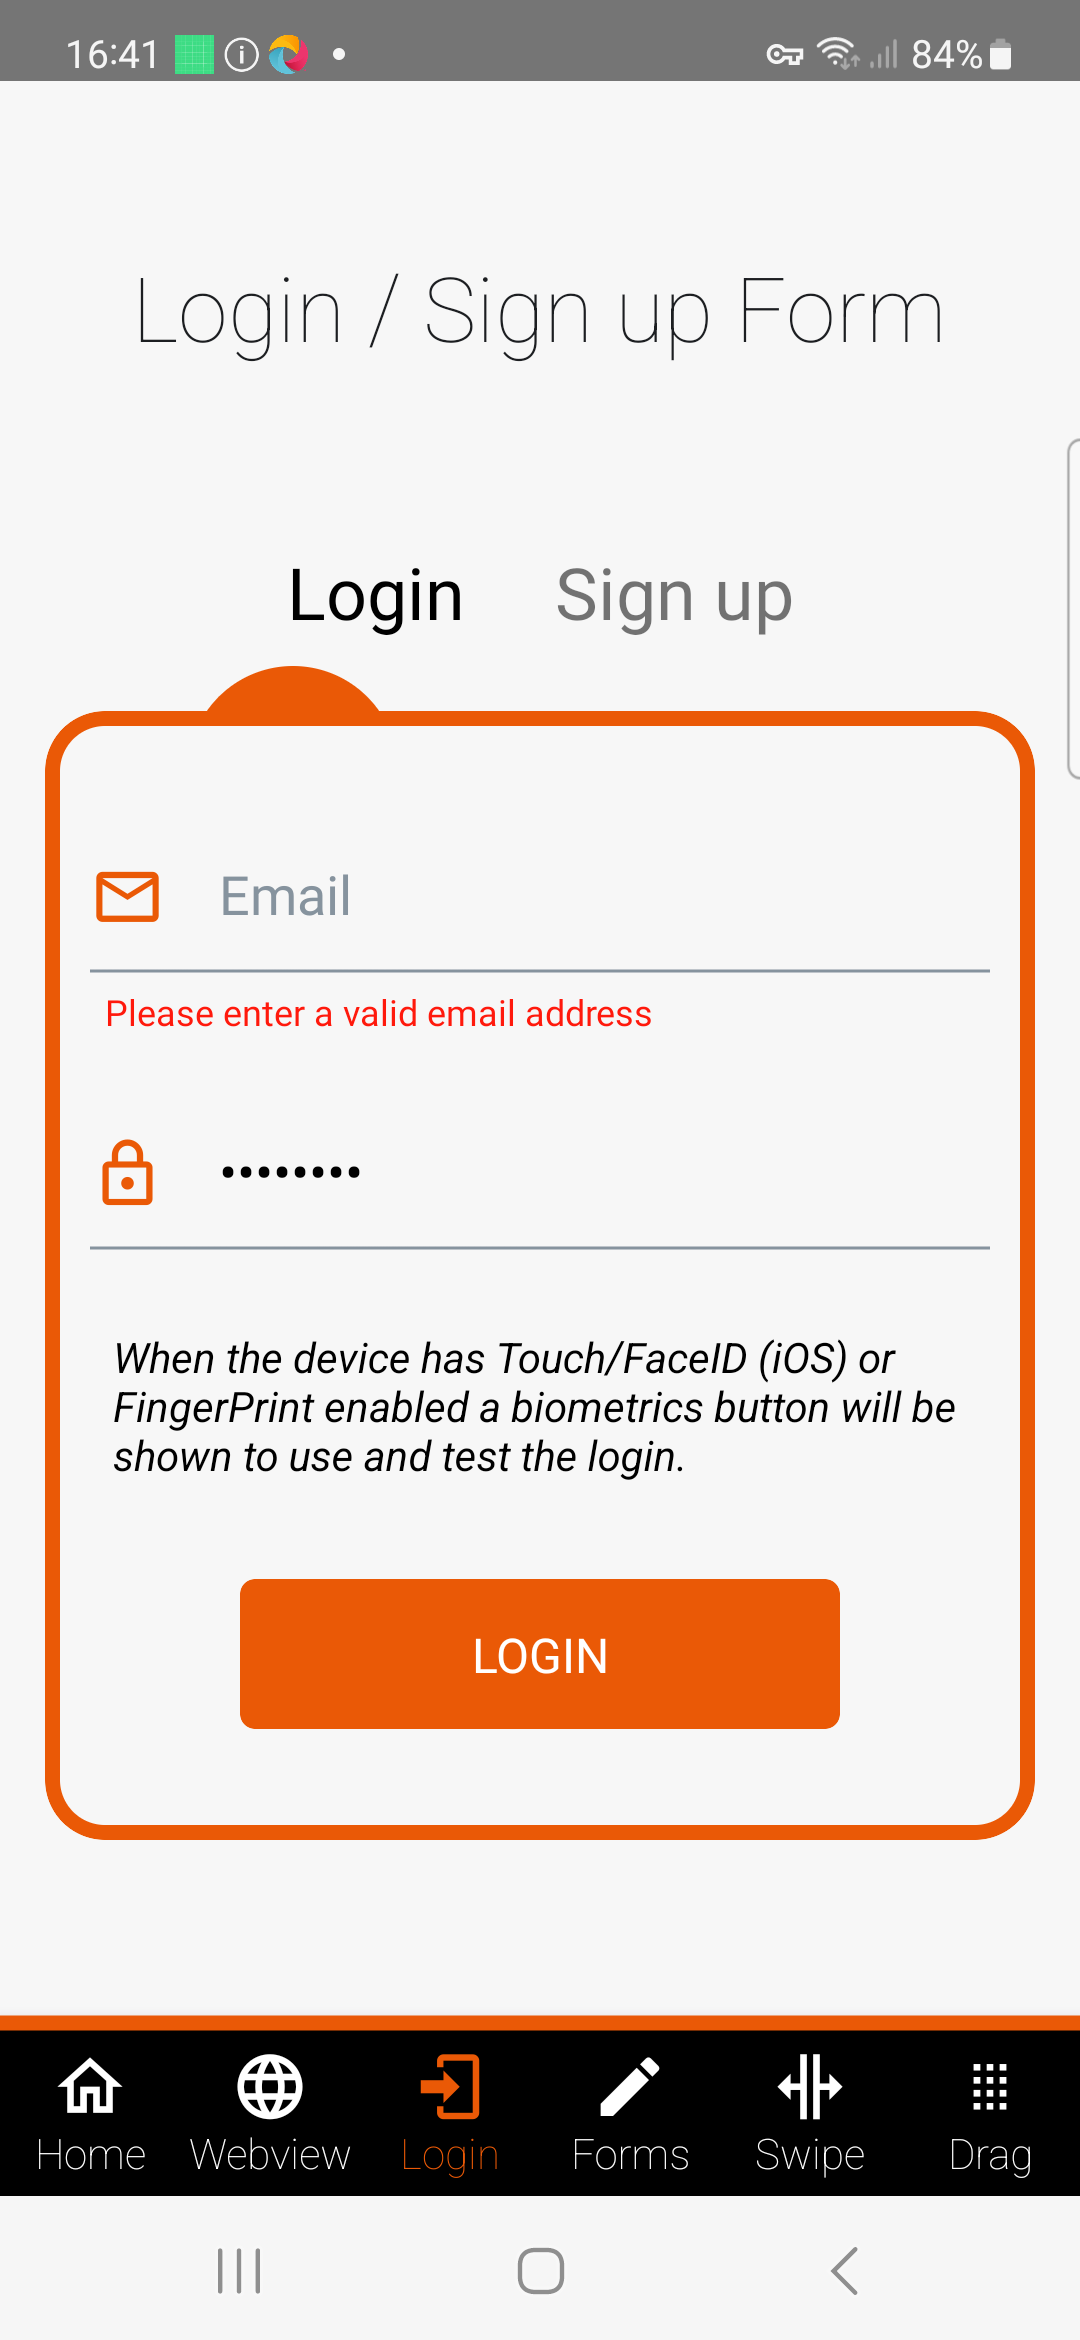 16:41
84%
Login / Sign up Form
Login Sign up
Email
Please enter a valid email address
••••••••
When the device has Touch/FaceID (iOS) or
FingerPrint enabled a biometrics button will be
shown to use and test the login.
LOGIN
Home Webview Login Forms Swipe Drag